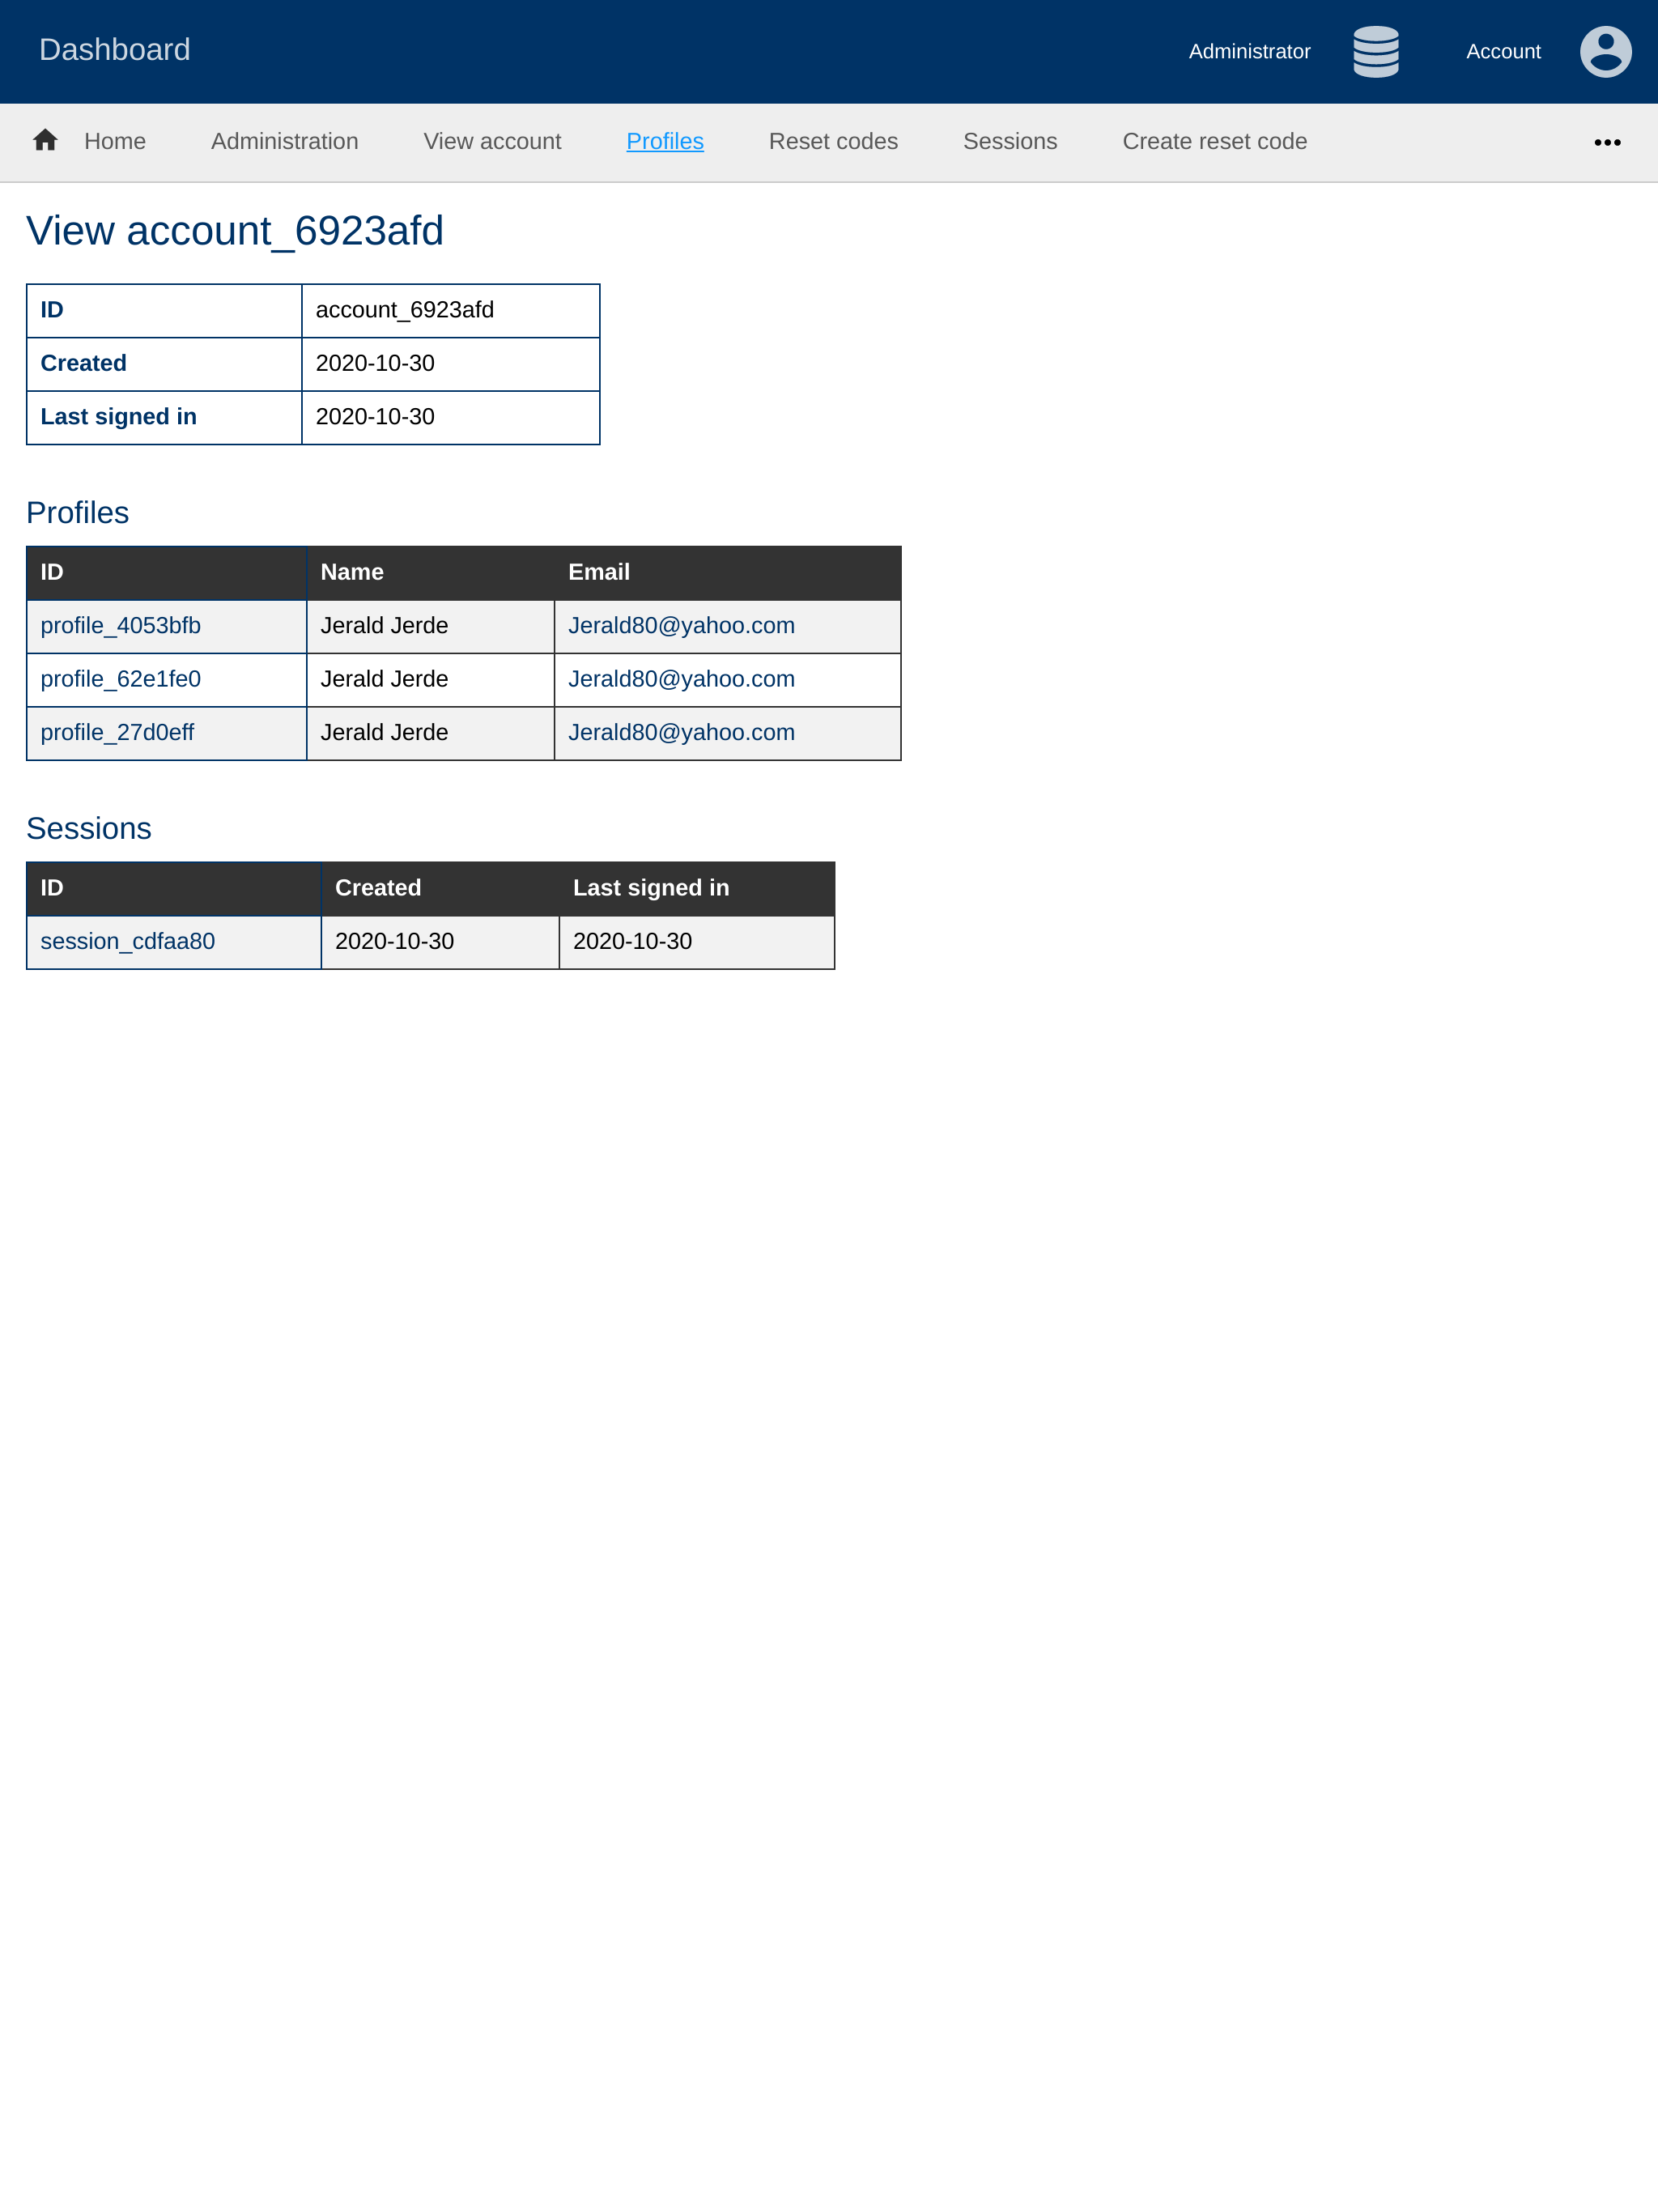 Dashboard Administrator Account
Home Administration View account Profiles Reset codes Sessions Create reset code •••
View account_6923afd
ID account_6923afd
Created 2020-10-30
Last signed in 2020-10-30
Profiles
ID Name Email
profile_4053bfb Jerald Jerde Jerald80@yahoo.com
profile_62e1fe0 Jerald Jerde Jerald80@yahoo.com
profile_27d0eff Jerald Jerde Jerald80@yahoo.com
Sessions
ID Created Last signed in
session_cdfaa80 2020-10-30 2020-10-30